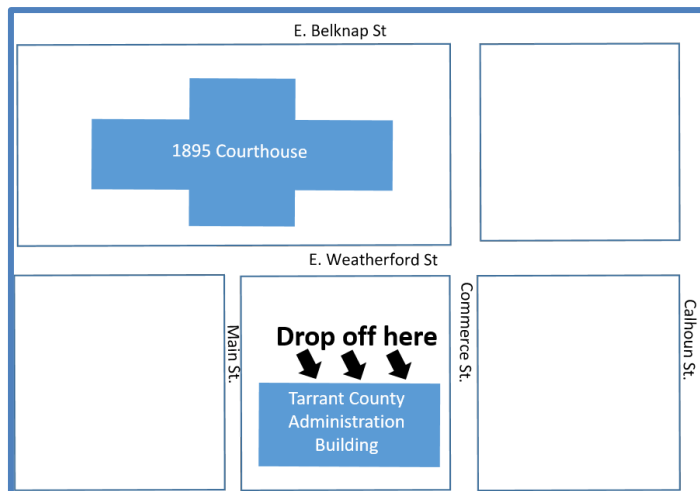 E. Belknap St
1895 Courthouse
E. Weatherford St
Main St.
Commerce St.
Calhoun St.
Drop off here
Tarrant County
Administration
Building